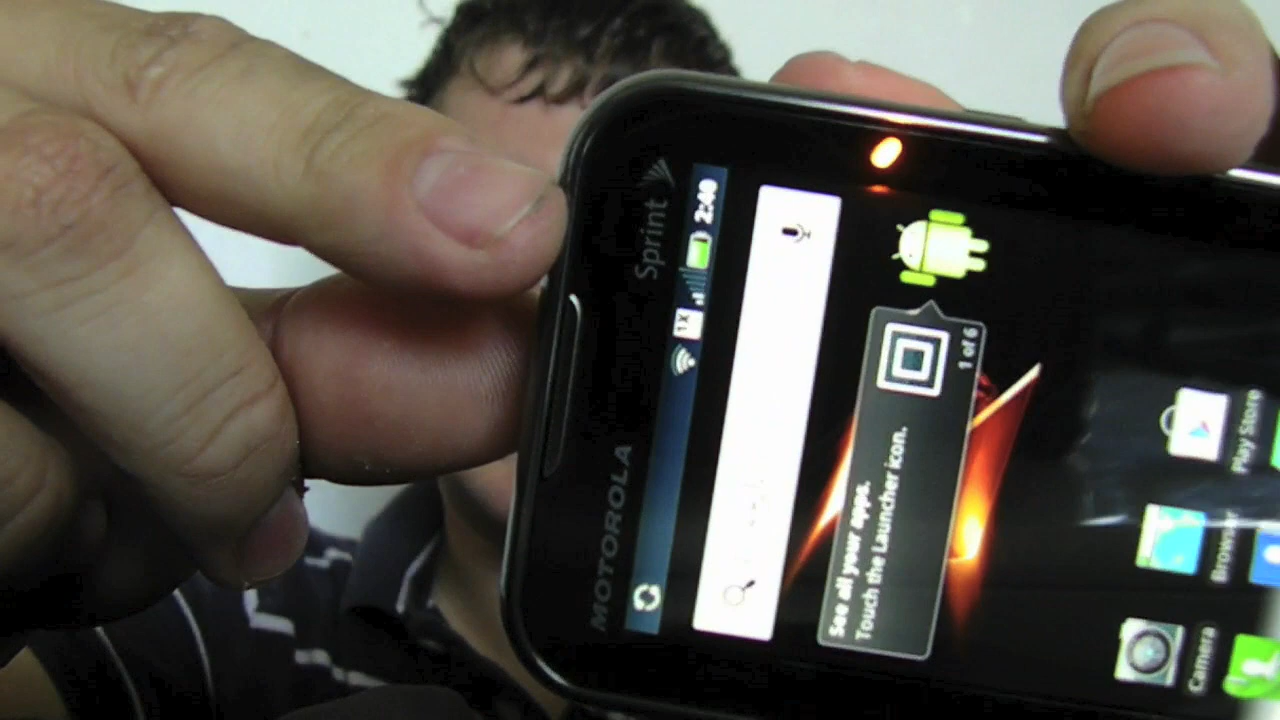 MOTOROLA
Sprint
1X 2:40
See all your apps.
Touch the Launcher icon.
1 of 6
Camera
Browser
Play Store